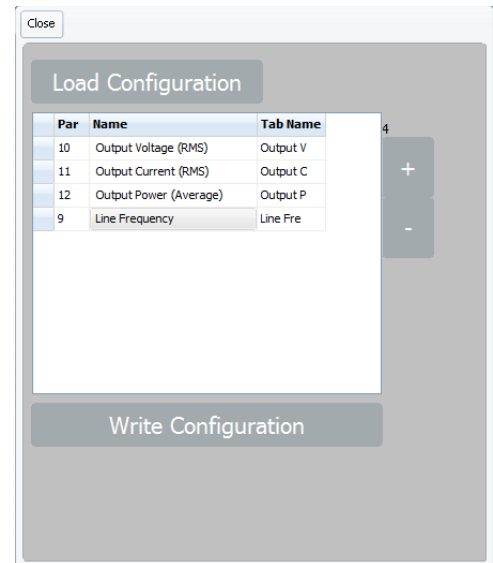 Close
Load Configuration
Par Name Tab Name
4
10 Output Voltage (RMS) Output V
11 Output Current (RMS) Output C
+
12 Output Power (Average) Output P
9 Line Frequency Line Fre
-
Write Configuration